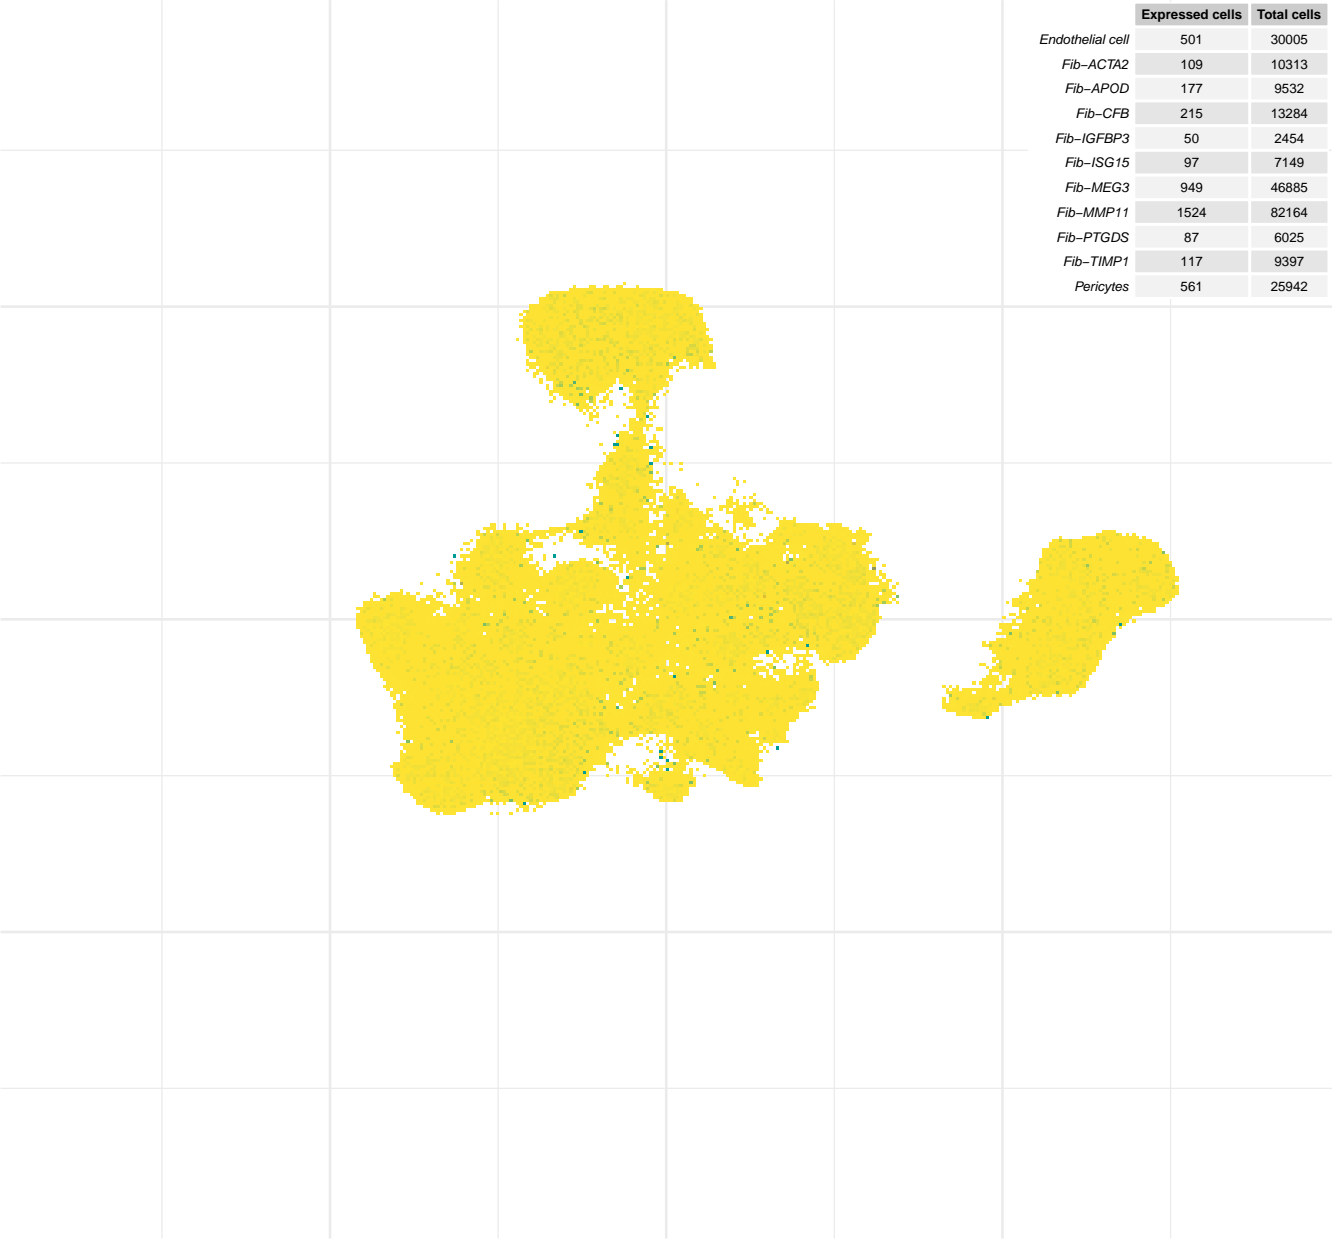 Expressed cells Total cells
Endothelial cell 501 30005
Fib−ACTA2 109 10313
Fib−APOD 177 9532
Fib−CFB 215 13284
Fib−IGFBP3 50 2454
Fib−ISG15 97 7149
Fib−MEG3 949 46885
Fib−MMP11 1524 82164
Fib−PTGDS 87 6025
Fib−TIMP1 117 9397
Pericytes 561 25942